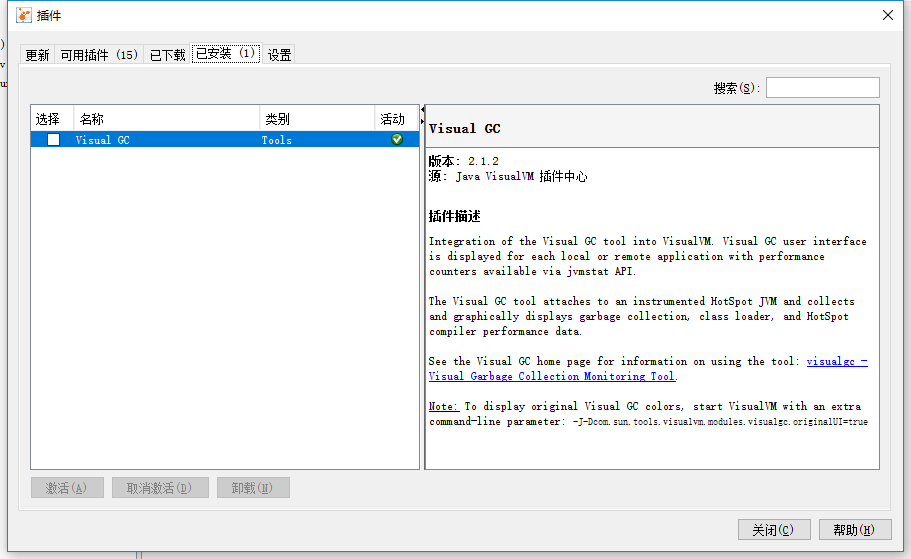 插件
更新 可用插件 (15) 已下载 已安装 (1) 设置
搜索(S):
选择 名称 类别 活动
Visual GC Tools
Visual GC
版本: 2.1.2
源: Java VisualVM 插件中心
插件描述
Integration of the Visual GC tool into VisualVM. Visual GC user interface
is displayed for each local or remote application with performance
counters available via jvmstat API.
The Visual GC tool attaches to an instrumented HotSpot JVM and collects
and graphically displays garbage collection, class loader, and HotSpot
compiler performance data.
See the Visual GC home page for information on using the tool: visualgc -
Visual Garbage Collection Monitoring Tool.
Note: To display original Visual GC colors, start VisualVM with an extra
command-line parameter: -J-Dcom.sun.tools.visualvm.modules.visualgc.originalUI=true
激活(A) 取消激活(D) 卸载(N)
关闭(C) 帮助(H)